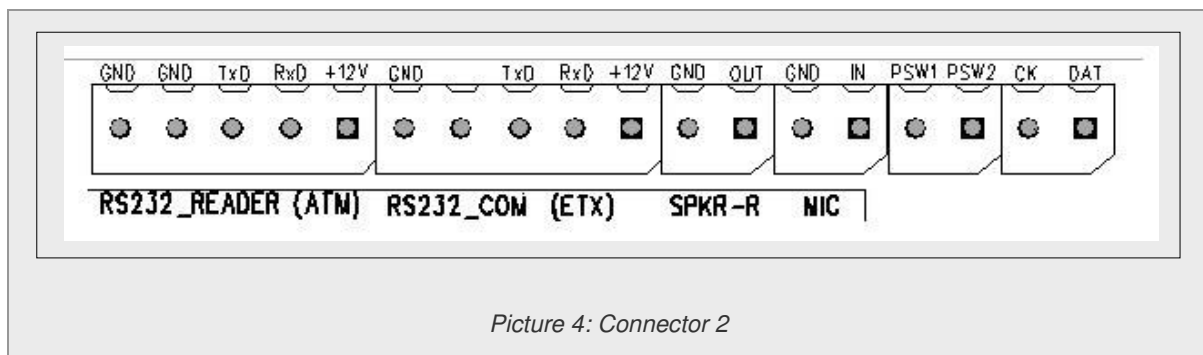 GND GND TxD RxD +12V GND TxD RxD +12V GND OUT GND IN PSW1 PSW2 CK DAT
RS232_READER (ATM) RS232_COM (ETX) SPKR-R MIC
Picture 4: Connector 2